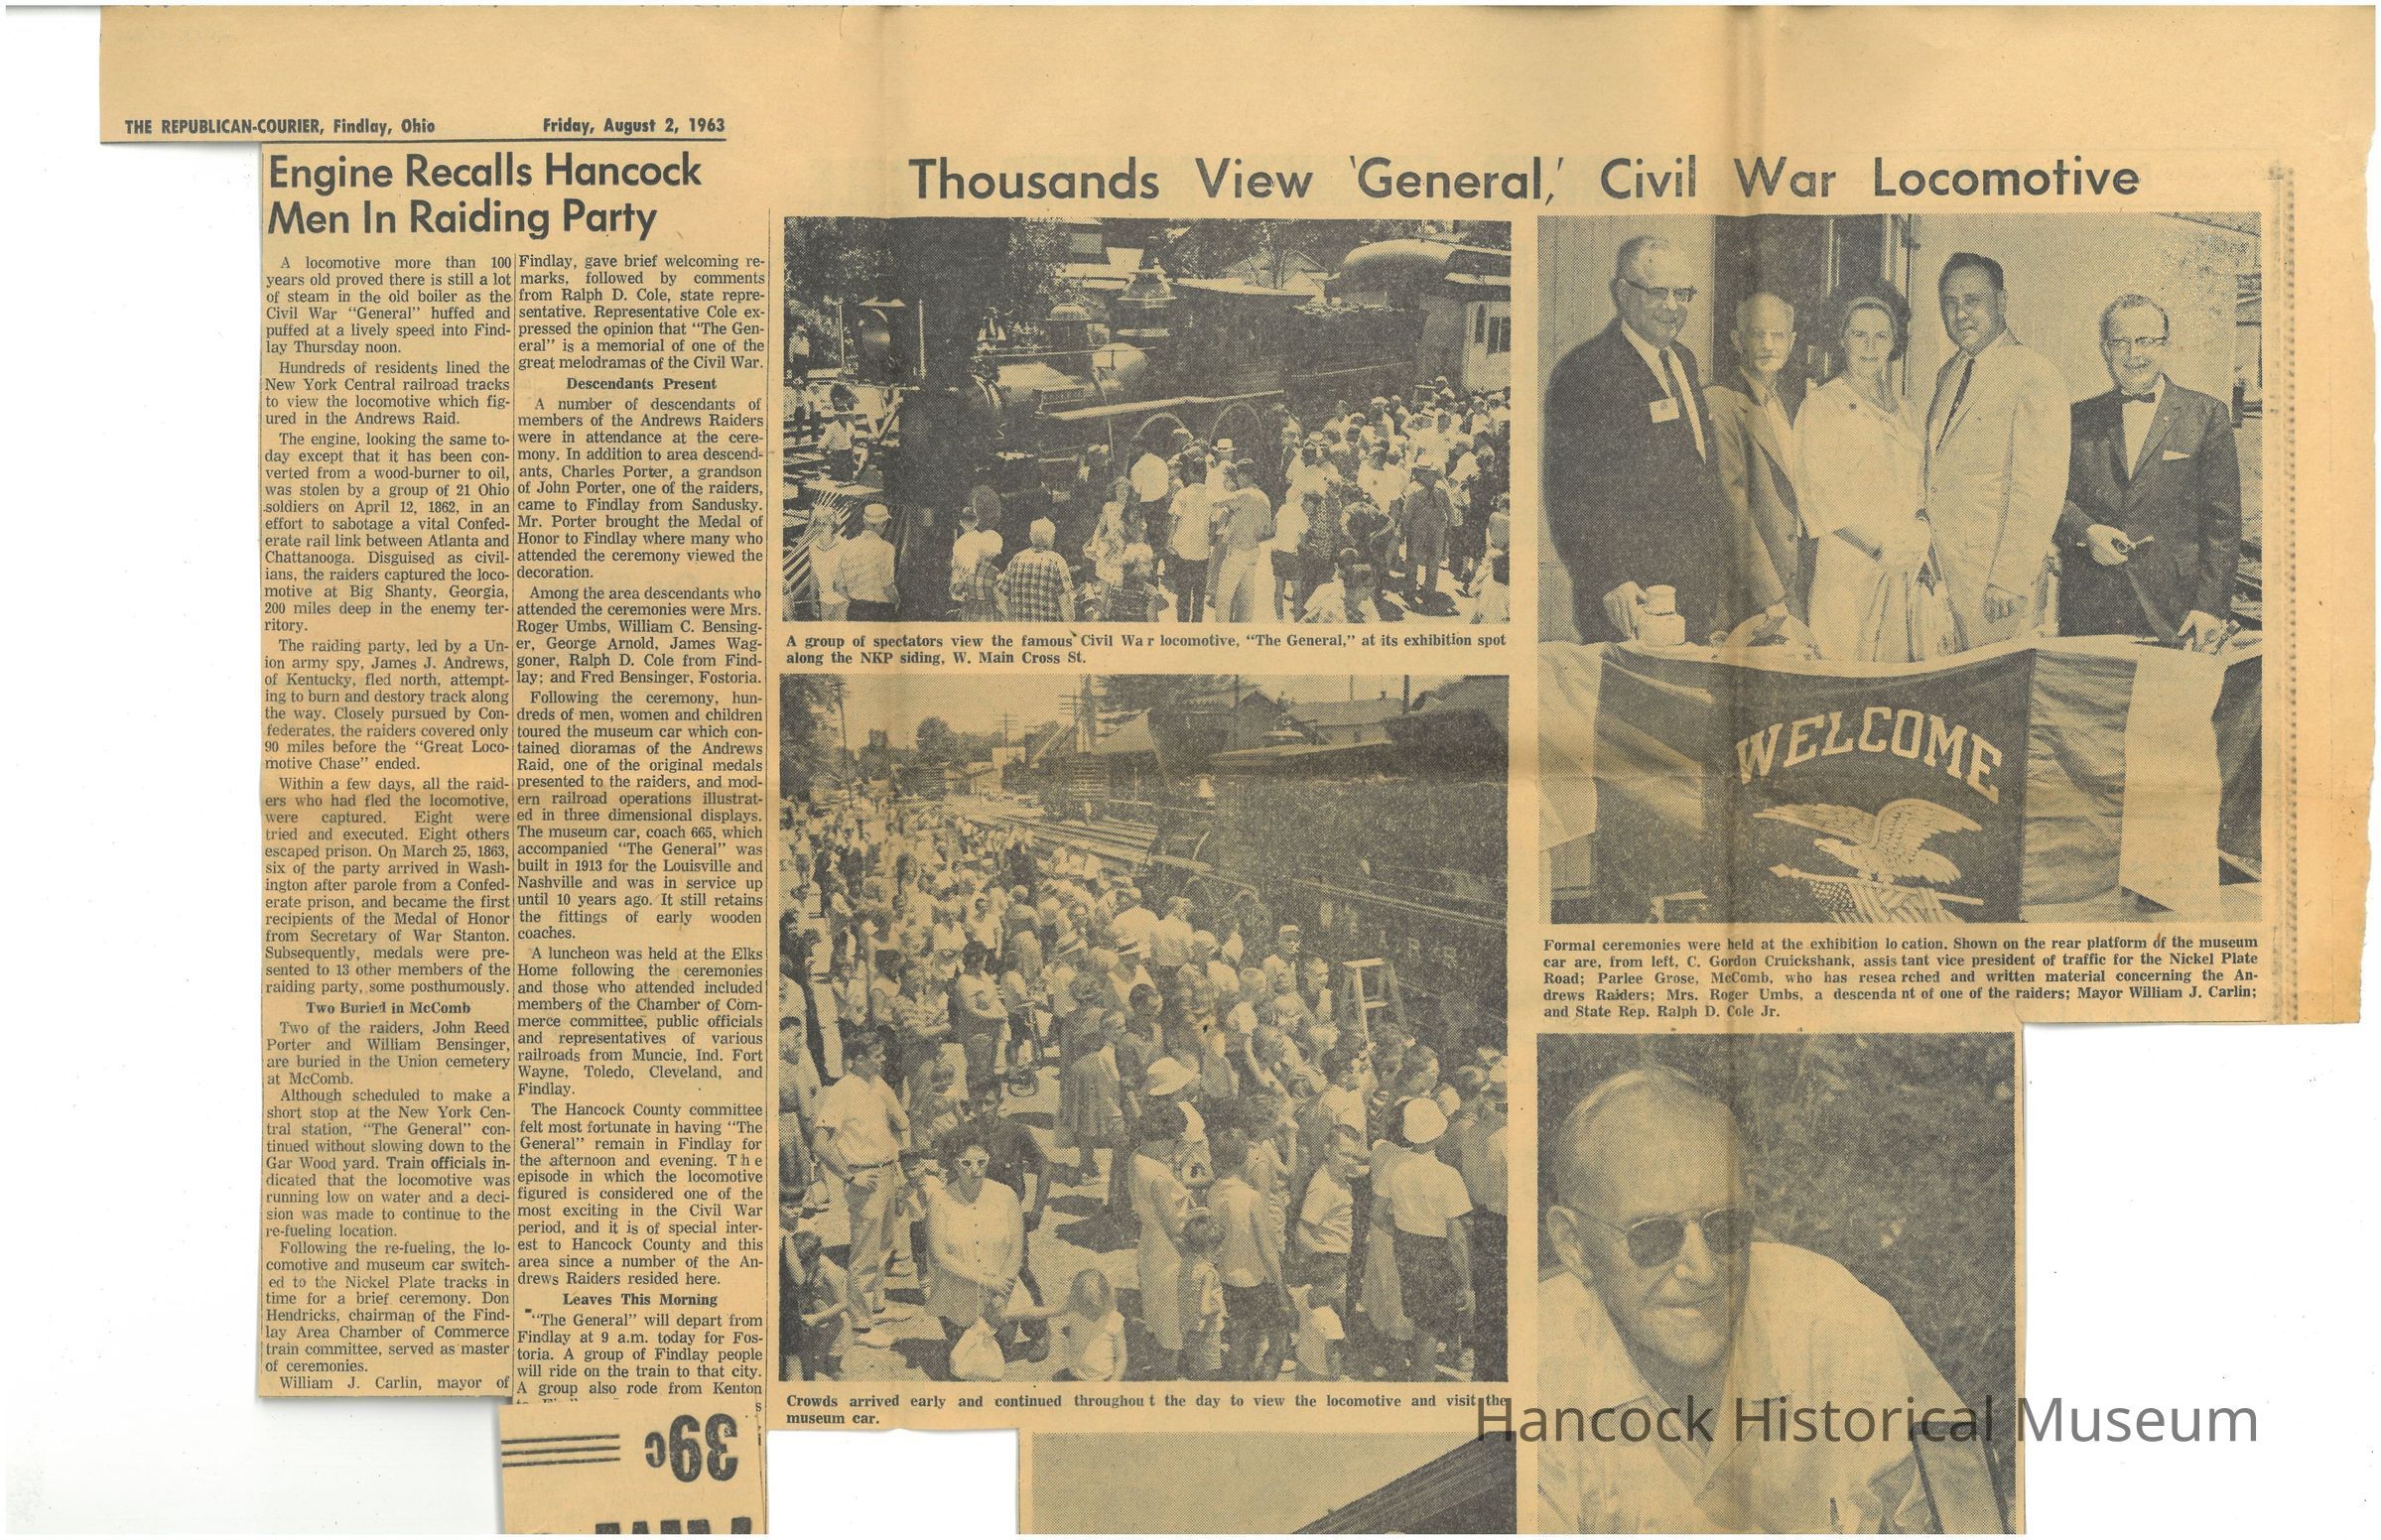 THE REPUBLICAN-COURIER, Findlay, Ohio Friday, August 2, 1963
Engine Recalls Hancock
Men In Raiding Party
A locomotive more than 100
years old proved there is still a lot
of steam in the old boiler as the
Civil War "General" huffed and
puffed at a lively speed into Find-
lay Thursday noon.
Hundreds of residents lined the
New York Central railroad tracks
to view the locomotive which fig-
ured in the Andrews Raid.
The engine, looking the same to-
day except that it has been con-
verted from a wood-burner to oil,
was stolen by a group of 21 Ohio
soldiers on April 12, 1862, in an
effort to sabotage a vital Confed-
erate rail link between Atlanta and
Chattanooga. Disguised as civil-
ians, the raiders captured the loco-
motive at Big Shanty, Georgia,
200 miles deep in the enemy ter-
ritory.
The raiding party, led by a Un-
ion army spy, James J. Andrews,
of Kentucky, fled north, attempt-
ing to burn and destory track along
the way. Closely pursued by Con-
federates, the raiders covered only
90 miles before the "Great Loco-
motive Chase" ended.
Within a few days, all the raid-
ers who had fled the locomotive,
were captured. Eight were
tried and executed. Eight others
escaped prison. On March 25, 1863,
six of the party arrived in Wash-
ington after parole from a Confed-
erate prison, and became the first
recipients of the Medal of Honor
from Secretary of War Stanton.
Subsequently, medals were pre-
sented to 13 other members of the
raiding party, some posthumously.
Two Buried in McComb
Two of the raiders, John Reed
Porter and William Bensinger,
are buried in the Union cemetery
at McComb.
Although scheduled to make a
short stop at the New York Cen-
tral station, "The General" con-
tinued without slowing down to the
Gar Wood yard. Train officials in-
dicated that the locomotive was
running low on water and a deci-
sion was made to continue to the
re-fueling location.
Following the re-fueling, the lo-
comotive and museum car switch-
ed to the Nickel Plate tracks in
time for a brief ceremony. Don
Hendricks, chairman of the Find-
lay Area Chamber of Commerce
train committee, served as master
of ceremonies.
William J. Carlin, mayor of
Findlay, gave brief welcoming re-
marks, followed by comments
from Ralph D. Cole, state repre-
sentative. Representative Cole ex-
pressed the opinion that "The Gen-
eral" is a memorial of one of the
great melodramas of the Civil War.
Descendants Present
A number of descendants of
members of the Andrews Raiders
were in attendance at the cere-
mony. In addition to area descend-
ants, Charles Porter, a grandson
of John Porter, one of the raiders,
came to Findlay from Sandusky.
Mr. Porter brought the Medal of
Honor to Findlay where many who
attended the ceremony viewed the
decoration.
Among the area descendants who
attended the ceremonies were Mrs.
Roger Umbs, William C. Bensing-
er, George Arnold, James Wag-
goner, Ralph D. Cole from Find-
lay; and Fred Bensinger, Fostoria.
Following the ceremony, hun-
dreds of men, women and children
toured the museum car which con-
tained dioramas of the Andrews
Raid, one of the original medals
presented to the raiders, and mod-
ern railroad operations illustrat-
ed in three dimensional displays.
The museum car, coach 665, which
accompanied "The General" was
built in 1913 for the Louisville and
Nashville and was in service up
until 10 years ago. It still retains
the fittings of early wooden
coaches.
A luncheon was held at the Elks
Home following the ceremonies
and those who attended included
members of the Chamber of Com-
merce committee, public officials
and representatives of various
railroads from Muncie, Ind. Fort
Wayne, Toledo, Cleveland, and
Findlay.
The Hancock County committee
felt most fortunate in having "The
General" remain in Findlay for
the afternoon and evening. The
episode in which the locomotive
figured is considered one of the
most exciting in the Civil War
period, and it is of special inter-
est to Hancock County and this
area since a number of the An-
drews Raiders resided here.
Leaves This Morning
"The General" will depart from
Findlay at 9 a.m. today for Fos-
toria. A group of Findlay people
will ride on the train to that city.
A group also rode from Kenton
39c
Thousands View 'General,' Civil War Locomotive
A group of spectators view the famous Civil War locomotive, "The General," at its exhibition spot
along the NKP siding, W. Main Cross St.
Crowds arrived early and continued throughout the day to view the locomotive and visit the
museum car.
WELCOME
Formal ceremonies were held at the exhibition location. Shown on the rear platform of the museum
car are, from left, C. Gordon Cruickshank, assistant vice president of traffic for the Nickel Plate
Road; Parlee Grose, McComb, who has researched and written material concerning the An-
drews Raiders; Mrs. Roger Umbs, a descendant of one of the raiders; Mayor William J. Carlin;
and State Rep. Ralph D. Cole Jr.
Hancock Historical Museum